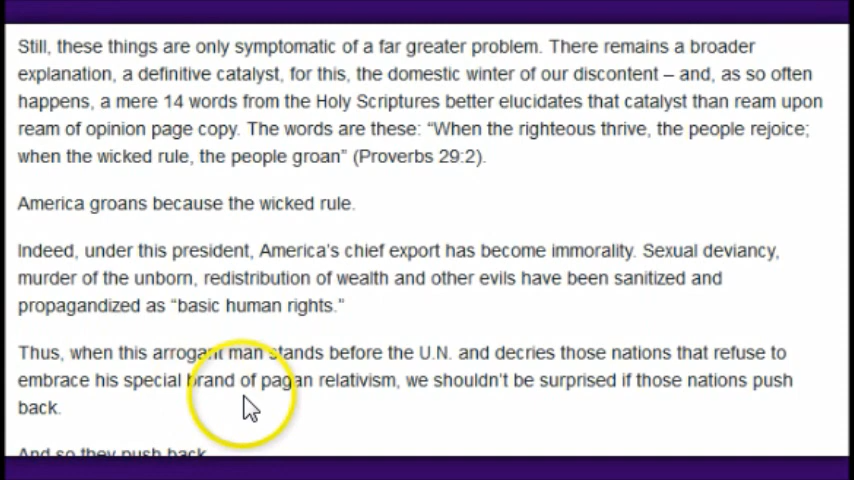 Still, these things are only symptomatic of a far greater problem. There remains a broader
explanation, a definitive catalyst, for this, the domestic winter of our discontent – and, as so often
happens, a mere 14 words from the Holy Scriptures better elucidates that catalyst than ream upon
ream of opinion page copy. The words are these: “When the righteous thrive, the people rejoice;
when the wicked rule, the people groan” (Proverbs 29:2).
America groans because the wicked rule.
Indeed, under this president, America’s chief export has become immorality. Sexual deviancy,
murder of the unborn, redistribution of wealth and other evils have been sanitized and
propagandized as “basic human rights.”
Thus, when this arrogant man stands before the U.N. and decries those nations that refuse to
embrace his special brand of pagan relativism, we shouldn’t be surprised if those nations push
back.
And so they push back.